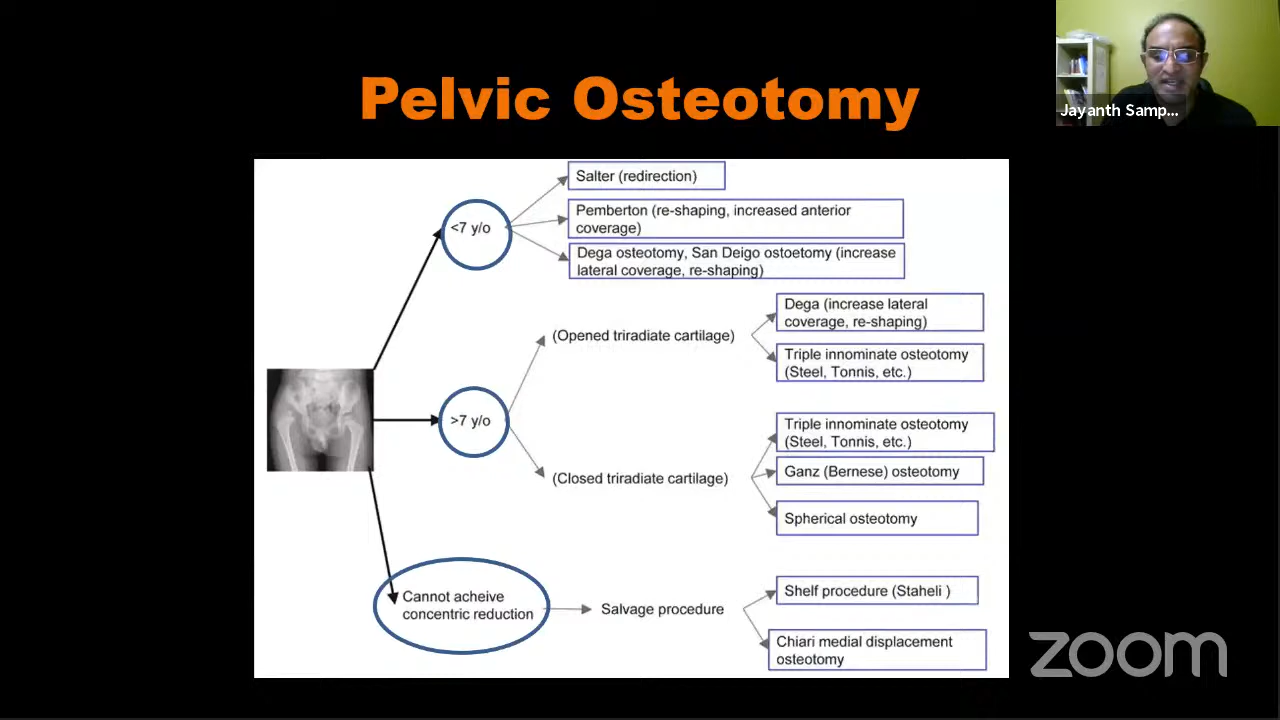 Pelvic Osteotomy
Jayanth Samp...
<7 y/o
Salter (redirection)
Pemberton (re-shaping, increased anterior
coverage)
Dega osteotomy, San Deigo ostoetomy (increase
lateral coverage, re-shaping)
>7 y/o
(Opened triradiate cartilage)
Dega (increase lateral
coverage, re-shaping)
Triple innominate osteotomy
(Steel, Tonnis, etc.)
(Closed triradiate cartilage)
Triple innominate osteotomy
(Steel, Tonnis, etc.)
Ganz (Bernese) osteotomy
Spherical osteotomy
Cannot acheive
concentric reduction
Salvage procedure
Shelf procedure (Staheli )
Chiari medial displacement
osteotomy
zoom